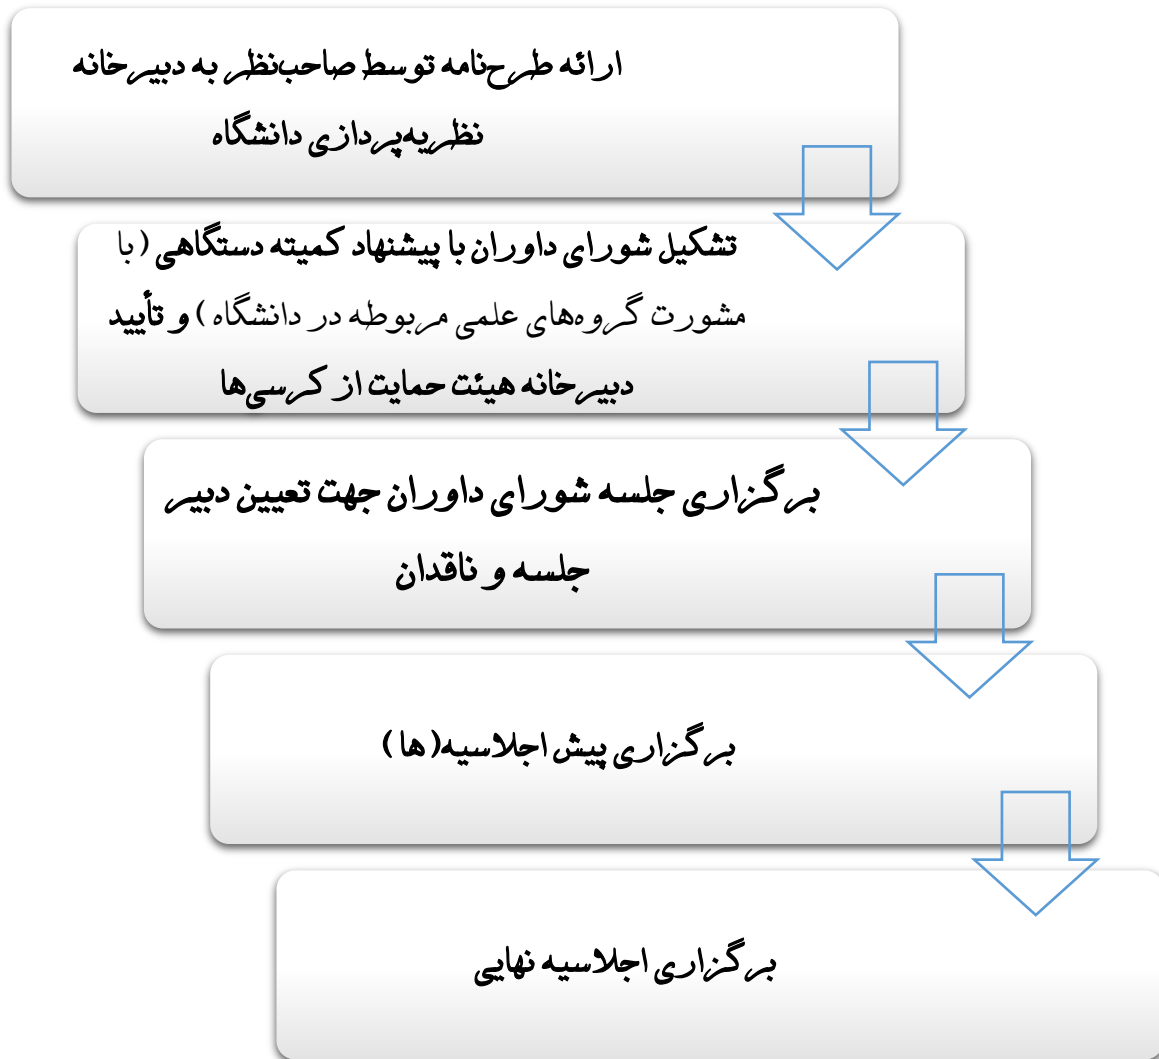 ارائه طرح‌نامه توسط صاحب‌نظر به دبیرخانه
نظریه‌پردازی دانشگاه
تشکیل شورای داوران با پیشنهاد کمیته دستگاهی (با
مشورت گروه‌های علمی مربوطه در دانشگاه) و تأیید
دبیرخانه هیئت حمایت از کرسی‌ها
برگزاری جلسه شورای داوران جهت تعیین دبیر
جلسه و ناقدان
برگزاری پیش اجلاسیه(ها)
برگزاری اجلاسیه نهایی